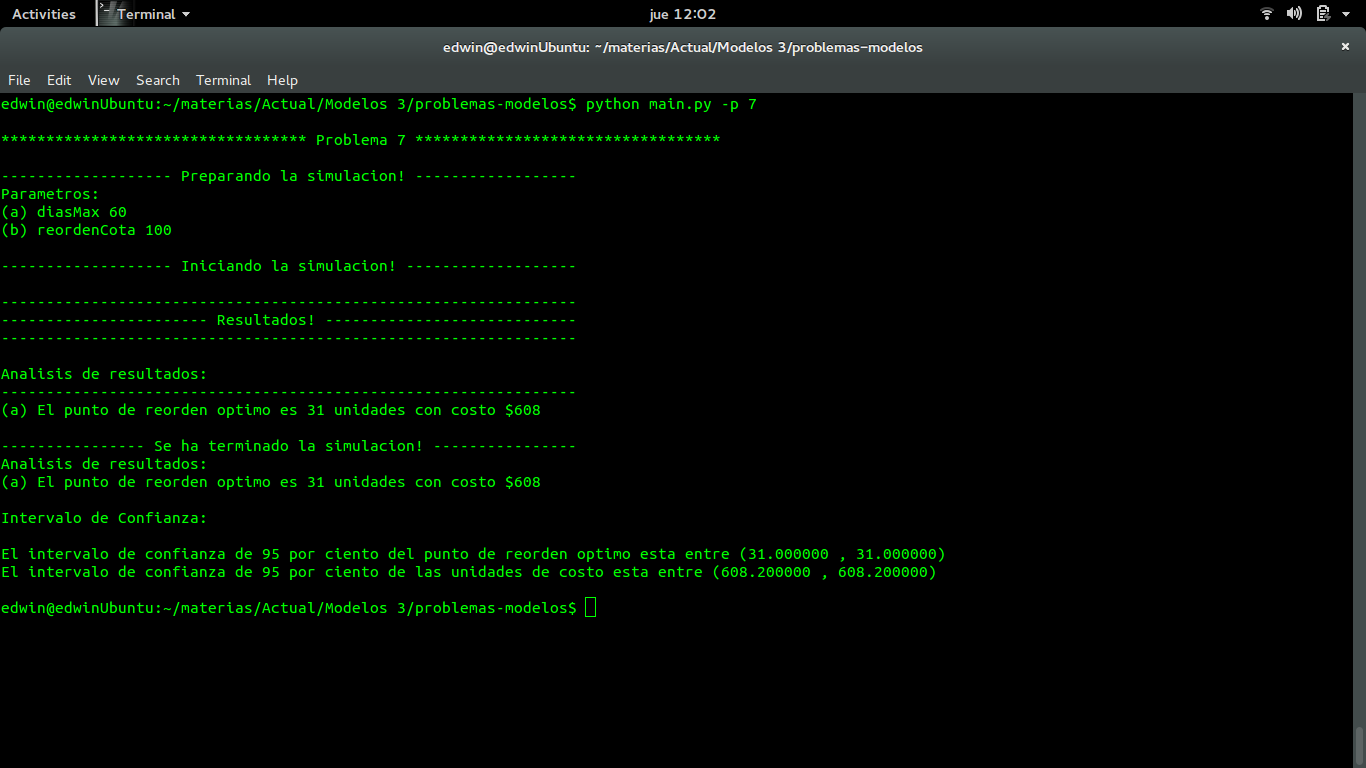 Activities Terminal jue 12:02
edwin@edwinUbuntu: ~/materias/Actual/Modelos 3/problemas-modelos ×
File Edit View Search Terminal Help
edwin@edwinUbuntu:~/materias/Actual/Modelos 3/problemas-modelos$ python main.py -p 7
********************************** Problema 7 **********************************
------------------- Preparando la simulacion! ------------------
Parametros:
(a) diasMax 60
(b) reordenCota 100
------------------- Iniciando la simulacion! -------------------
----------------------------------------------------------------
----------------------- Resultados! ----------------------------
----------------------------------------------------------------
Analisis de resultados:
----------------------------------------------------------------
(a) El punto de reorden optimo es 31 unidades con costo $608
---------------- Se ha terminado la simulacion! ----------------
Analisis de resultados:
(a) El punto de reorden optimo es 31 unidades con costo $608
Intervalo de Confianza:
El intervalo de confianza de 95 por ciento del punto de reorden optimo esta entre (31.000000 , 31.000000)
El intervalo de confianza de 95 por ciento de las unidades de costo esta entre (608.200000 , 608.200000)
edwin@edwinUbuntu:~/materias/Actual/Modelos 3/problemas-modelos$